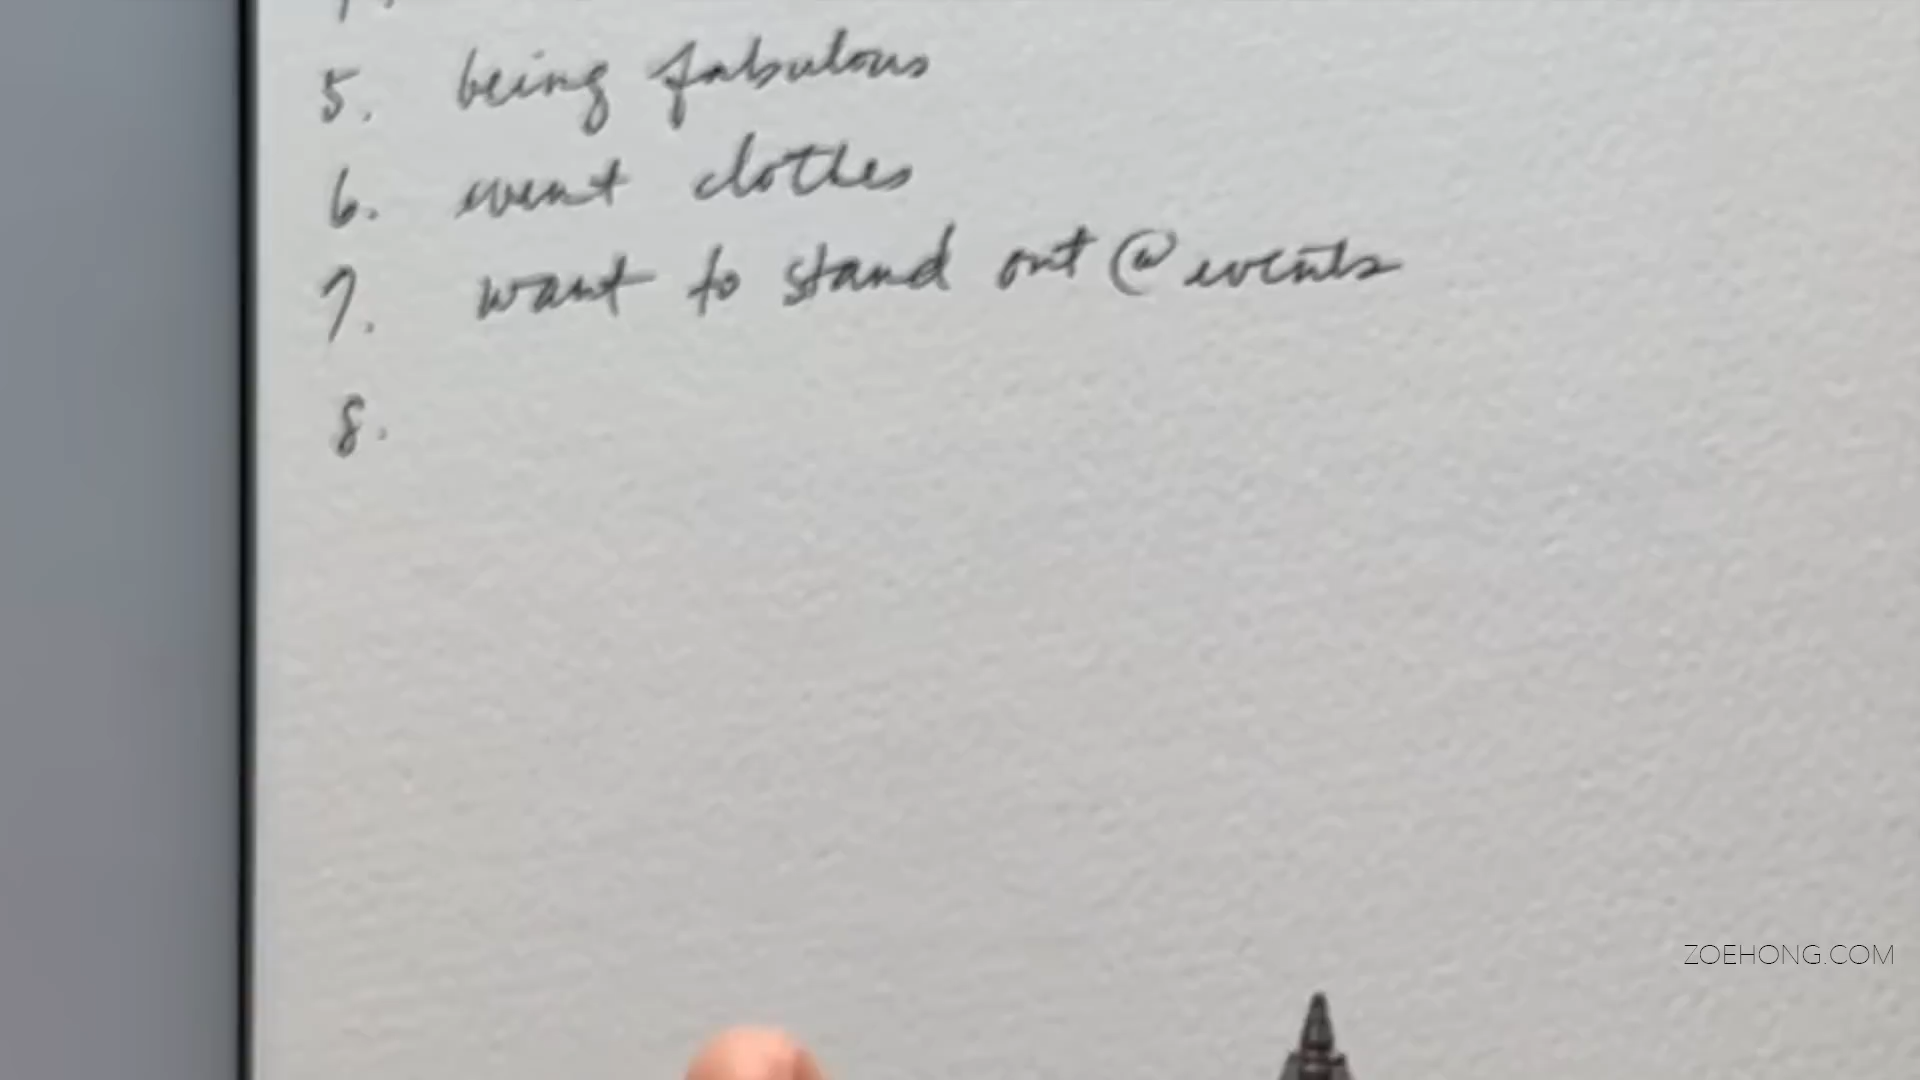 5. being fabulous
6. event clothes
7. want to stand out @ events
8.
ZOEHONG.COM